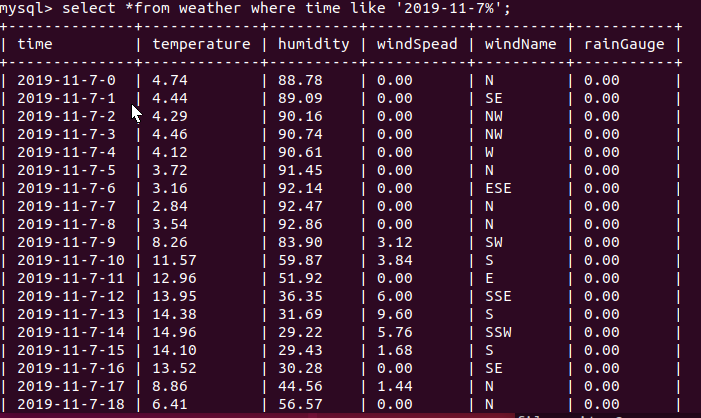 mysql> select *from weather where time like '2019-11-7%';
+--------------+-------------+----------+-----------+----------+-----------+
| time | temperature | humidity | windSpead | windName | rainGauge |
+--------------+-------------+----------+-----------+----------+-----------+
| 2019-11-7-0 | 4.74 | 88.78 | 0.00 | N | 0.00 |
| 2019-11-7-1 | 4.44 | 89.09 | 0.00 | SE | 0.00 |
| 2019-11-7-2 | 4.29 | 90.16 | 0.00 | NW | 0.00 |
| 2019-11-7-3 | 4.46 | 90.74 | 0.00 | NW | 0.00 |
| 2019-11-7-4 | 4.12 | 90.61 | 0.00 | W | 0.00 |
| 2019-11-7-5 | 3.72 | 91.45 | 0.00 | N | 0.00 |
| 2019-11-7-6 | 3.16 | 92.14 | 0.00 | ESE | 0.00 |
| 2019-11-7-7 | 2.84 | 92.47 | 0.00 | N | 0.00 |
| 2019-11-7-8 | 3.54 | 92.86 | 0.00 | N | 0.00 |
| 2019-11-7-9 | 8.26 | 83.90 | 3.12 | SW | 0.00 |
| 2019-11-7-10 | 11.57 | 59.87 | 3.84 | S | 0.00 |
| 2019-11-7-11 | 12.96 | 51.92 | 0.00 | E | 0.00 |
| 2019-11-7-12 | 13.95 | 36.35 | 6.00 | SSE | 0.00 |
| 2019-11-7-13 | 14.38 | 31.69 | 9.60 | S | 0.00 |
| 2019-11-7-14 | 14.96 | 29.22 | 5.76 | SSW | 0.00 |
| 2019-11-7-15 | 14.10 | 29.43 | 1.68 | S | 0.00 |
| 2019-11-7-16 | 13.52 | 30.28 | 0.00 | SE | 0.00 |
| 2019-11-7-17 | 8.86 | 44.56 | 1.44 | N | 0.00 |
| 2019-11-7-18 | 6.41 | 56.57 | 0.00 | N | 0.00 |